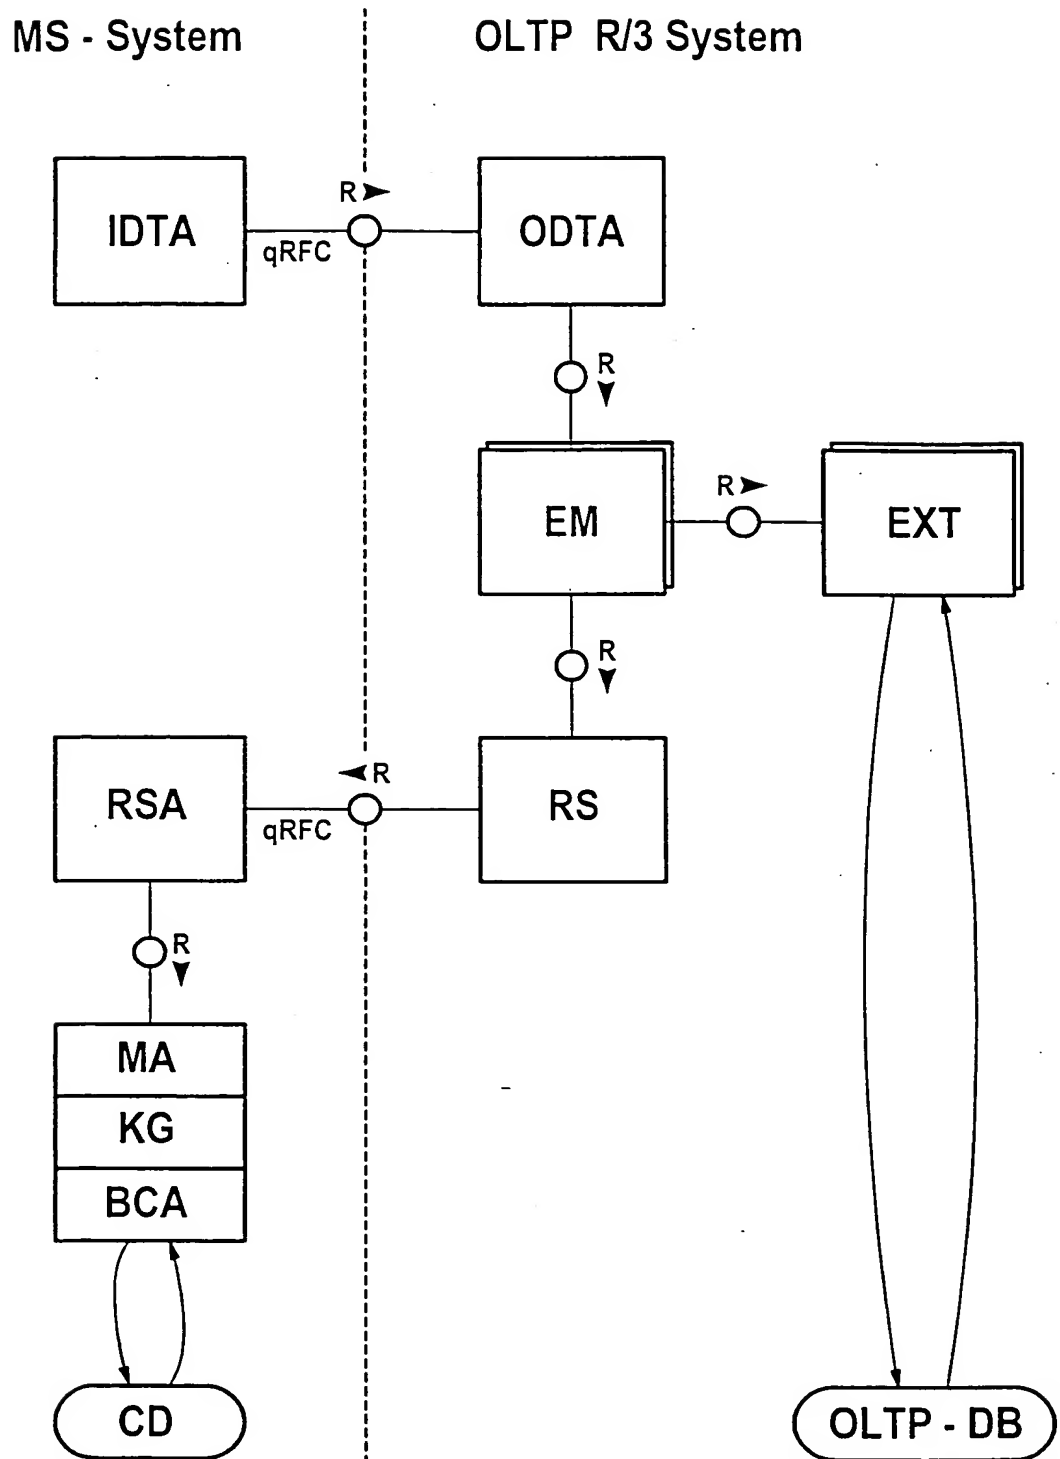 MS - System
OLTP R/3 System
R
IDTA
qRFC
ODTA
R
EM
R
EXT
R
RSA
qRFC
R
RS
R
MA
KG
BCA
CD
OLTP - DB